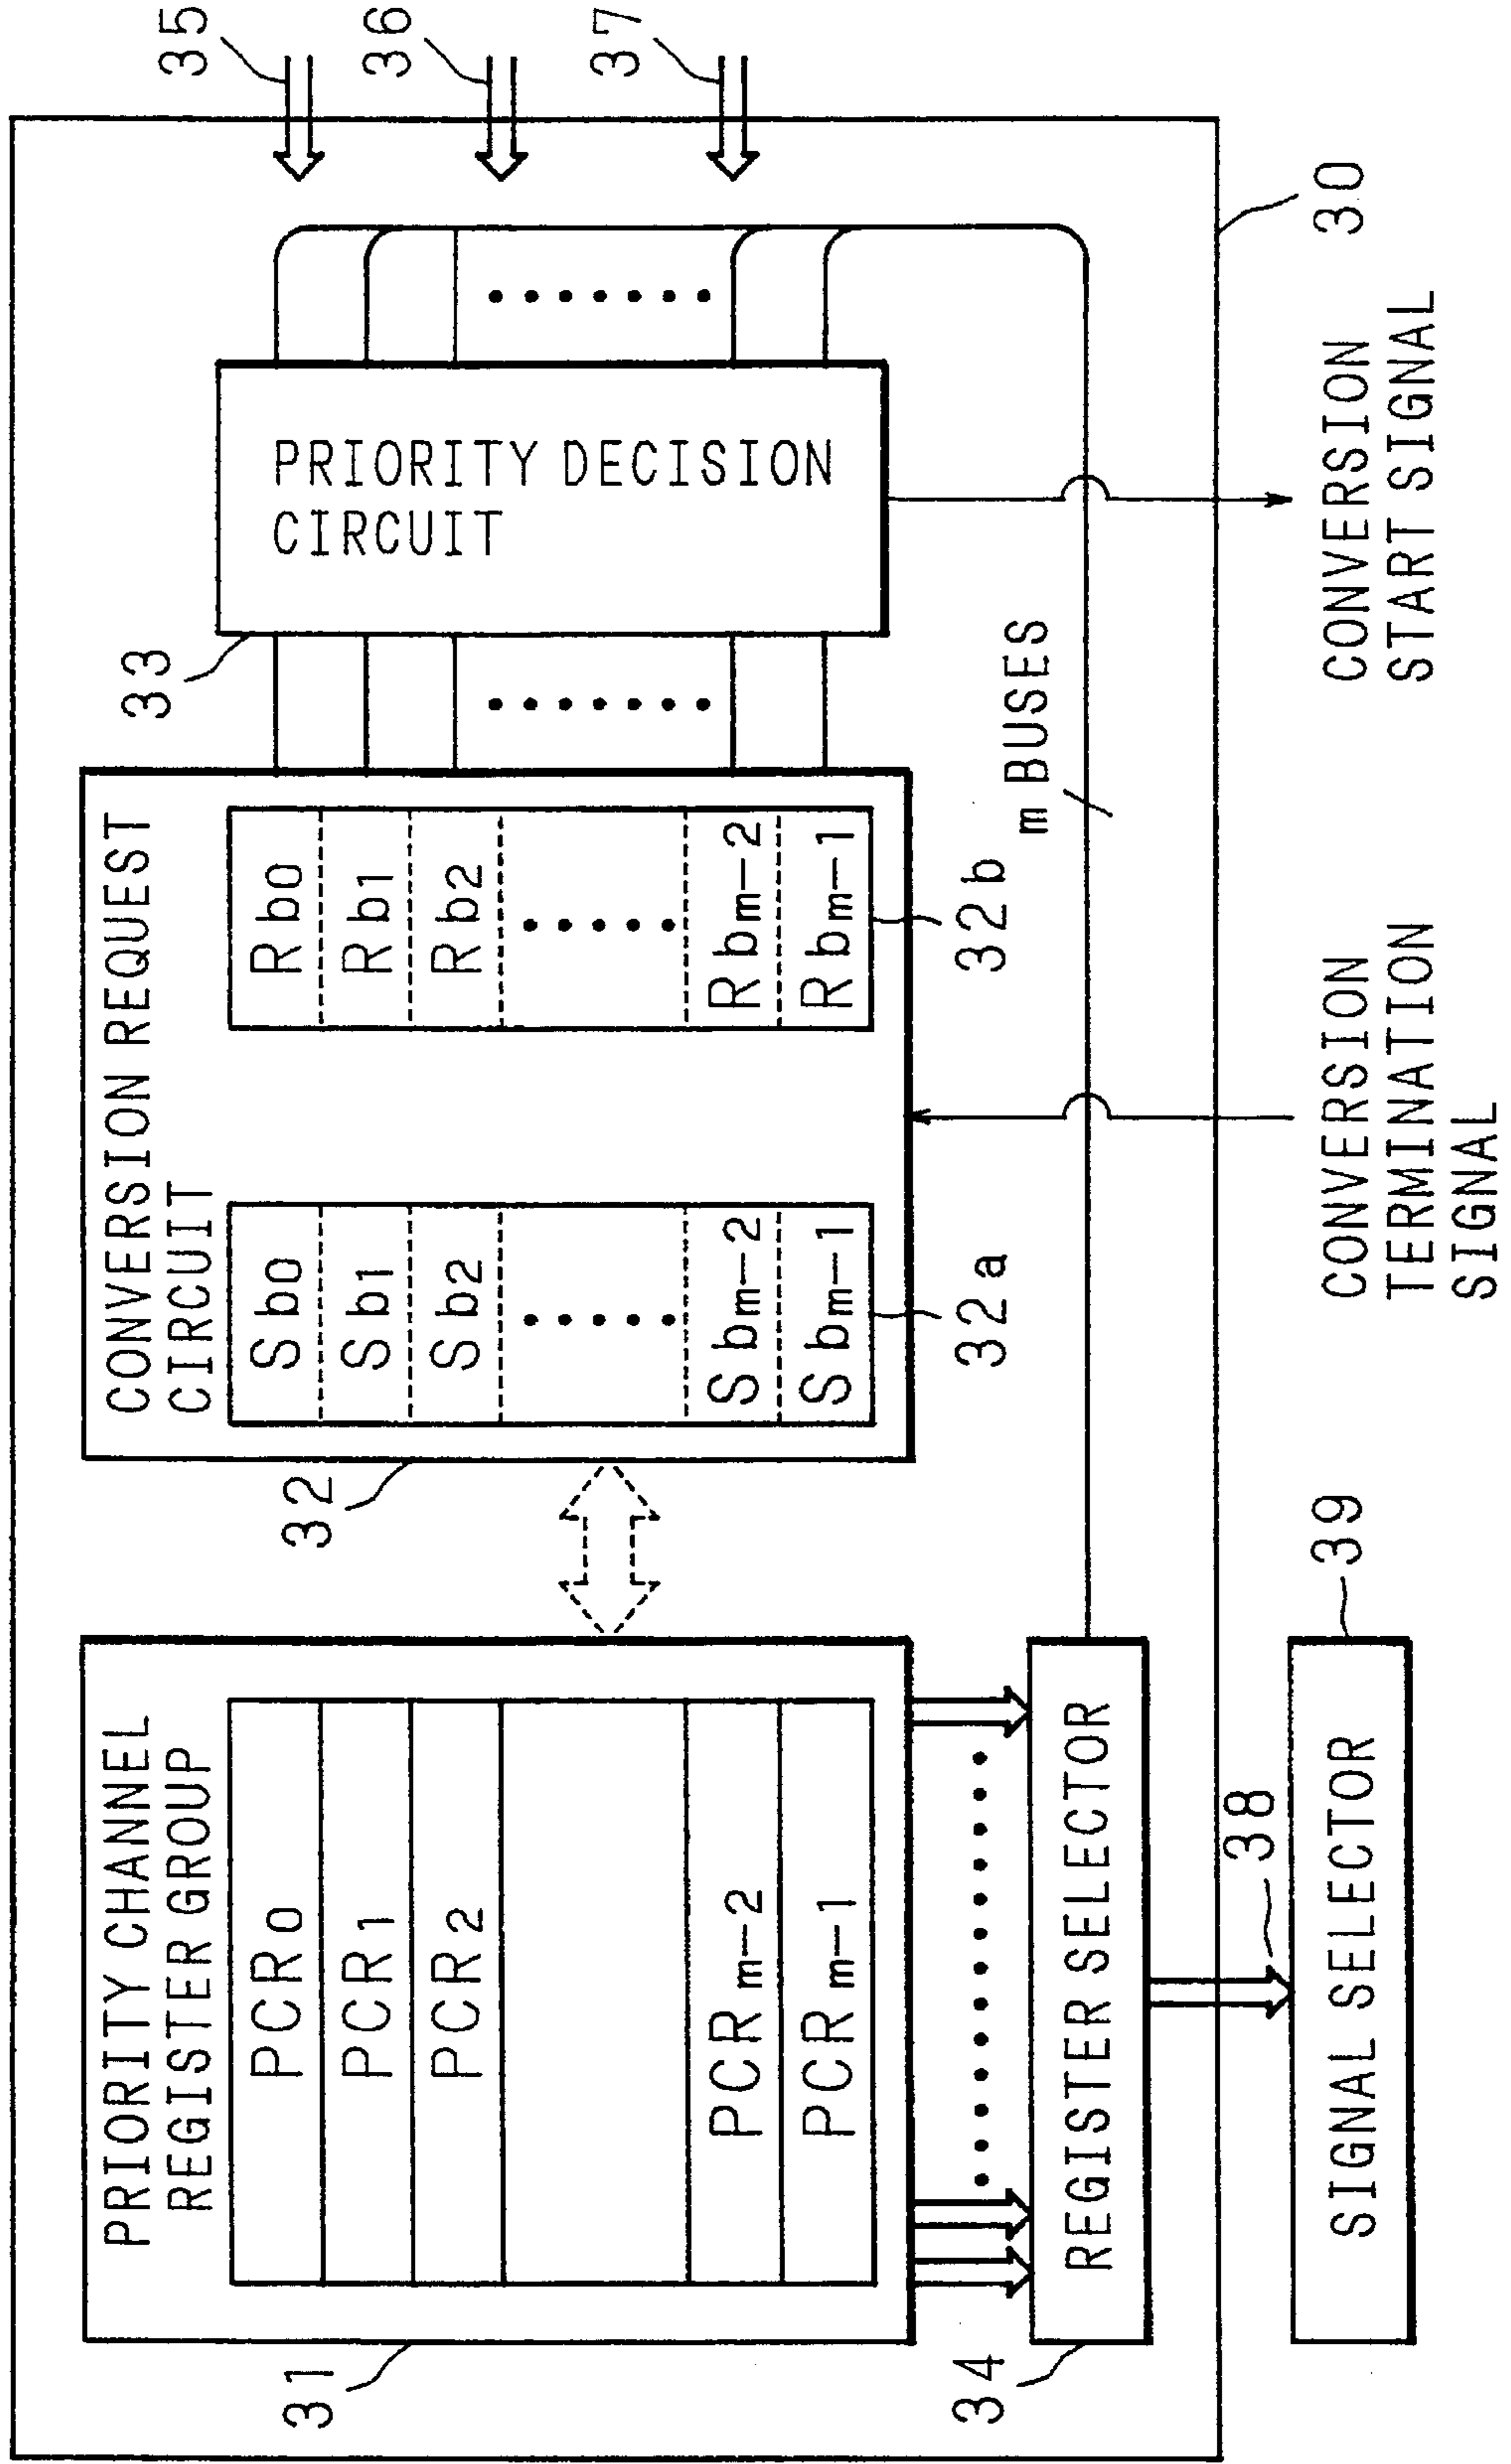 35
36
37
PRIORITY CHANNEL
REGISTER GROUP
PCR0
PCR1
PCR2
PCRm-2
PCRm-1
31
CONVERSION REQUEST
CIRCUIT
Sb0
Sb1
Sb2
Sbm-2
Sbm-1
32a
Rb0
Rb1
Rb2
Rbm-2
Rbm-1
32b
32
33
PRIORITY DECISION
CIRCUIT
m BUSES
REGISTER SELECTOR
34
30
38
SIGNAL SELECTOR
39
CONVERSION
TERMINATION
SIGNAL
CONVERSION
START SIGNAL